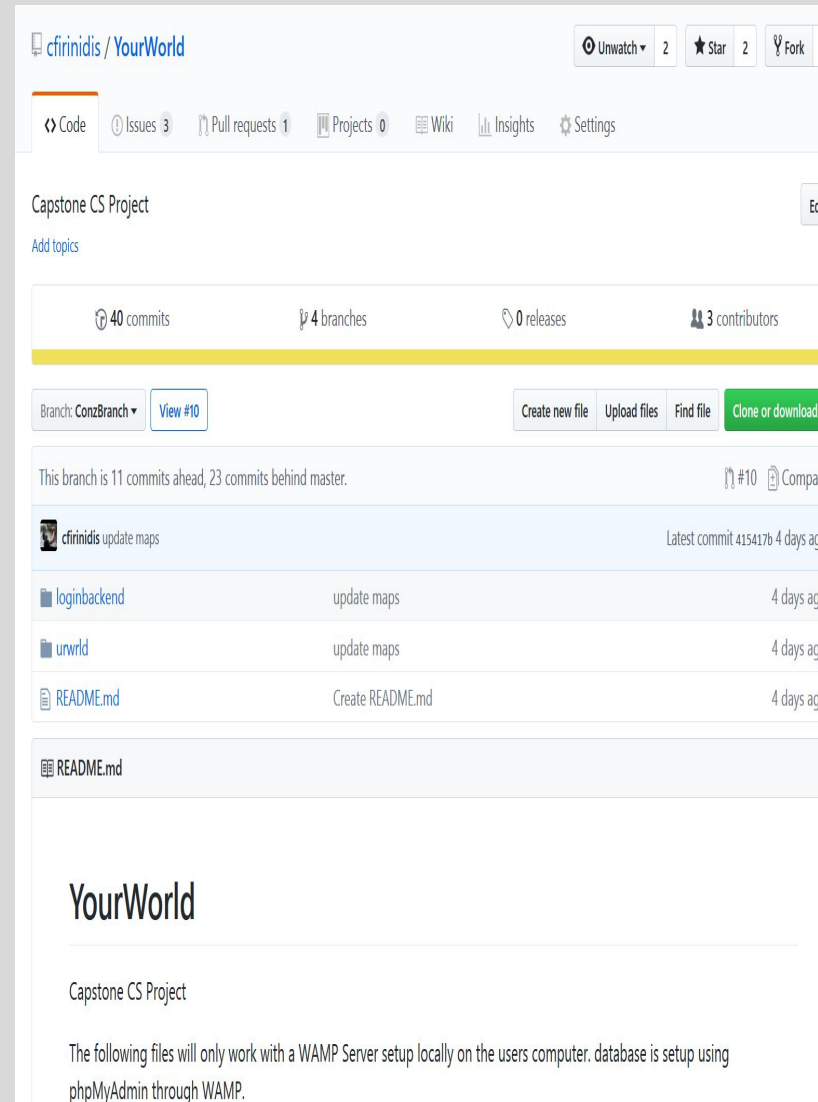 cfirinidis / YourWorld
Unwatch 2 Star 2 Fork
Code Issues 3 Pull requests 1 Projects 0 Wiki Insights Settings
Capstone CS Project
Add topics
40 commits 4 branches 0 releases 3 contributors
Branch: ConzBranch View #10 Create new file Upload files Find file Clone or download
This branch is 11 commits ahead, 23 commits behind master. #10
cfirinidis update maps Latest commit 415417b 4 days
loginbackend update maps 4 days
urwrld update maps 4 days
README.md Create README.md 4 days
README.md
YourWorld
Capstone CS Project
The following files will only work with a WAMP Server setup locally on the users computer. database is setup using
phpMyAdmin through WAMP.